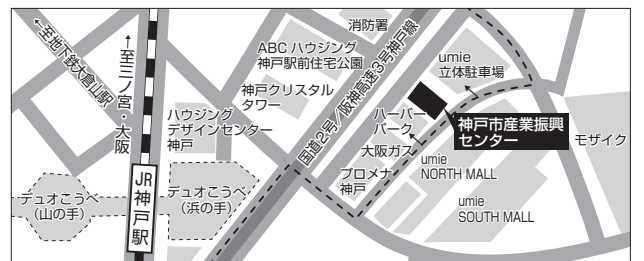 ←至地下鉄大倉山駅
←至三ノ宮・大阪
消防署
ABCハウジング
神戸駅前住宅公園
神戸クリスタル
タワー
ハウジング
デザインセンター
神戸
国道2号/阪神高速3号神戸線
umie
立体駐車場
ハーバー
パーク
大阪ガス
プロメナ
神戸
神戸市産業振興
センター
モザイク
umie
NORTH MALL
umie
SOUTH MALL
JR神戸駅
デュオこうべ
(山の手)
デュオこうべ
(浜の手)